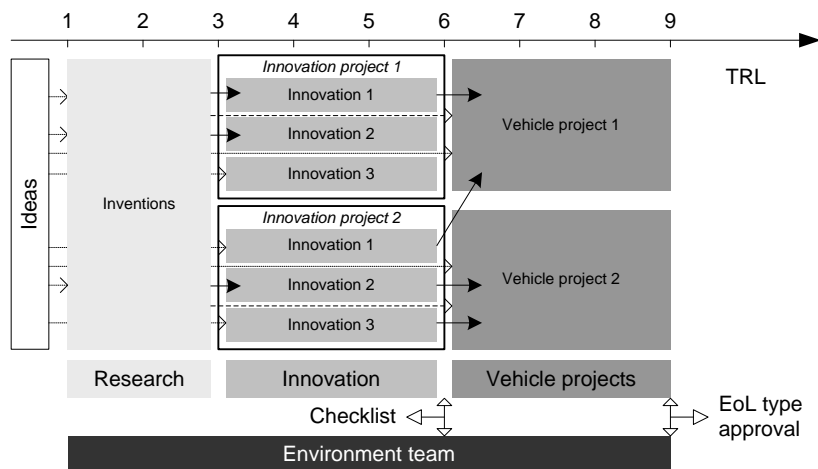 1 2 3 4 5 6 7 8 9
TRL
Ideas
Inventions
Innovation project 1
Innovation 1
Innovation 2
Innovation 3
Vehicle project 1
Innovation project 2
Innovation 1
Innovation 2
Innovation 3
Vehicle project 2
Research
Innovation
Vehicle projects
Checklist
EoL type
approval
Environment team